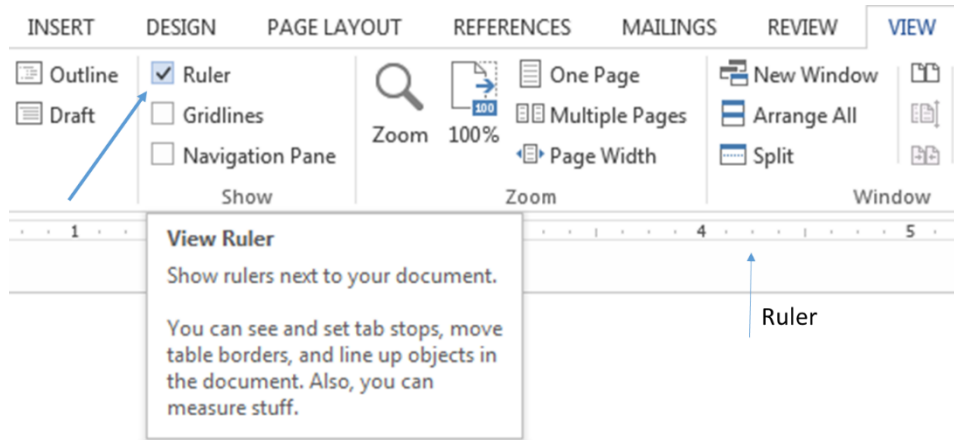 INSERT DESIGN PAGE LAYOUT REFERENCES MAILINGS REVIEW VIEW
Outline Ruler One Page New Window
Draft Gridlines Zoom 100 100% Multiple Pages Arrange All
Navigation Pane Page Width Split
Show Zoom Window
1 4 5
View Ruler
Show rulers next to your document.
You can see and set tab stops, move
table borders, and line up objects in
the document. Also, you can
measure stuff.
Ruler